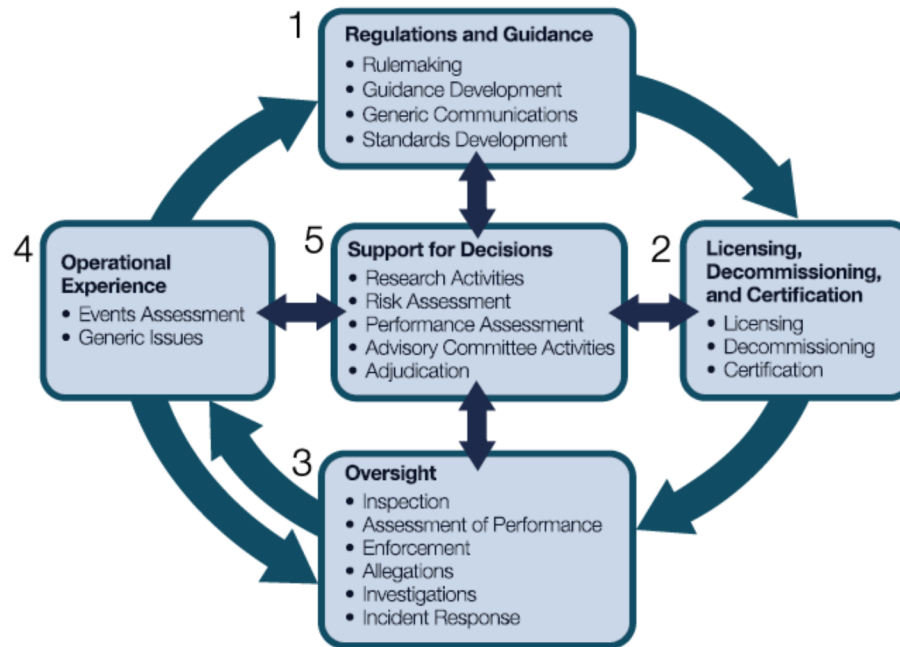 1
Regulations and Guidance
• Rulemaking
• Guidance Development
• Generic Communications
• Standards Development
4
Operational
Experience
• Events Assessment
• Generic Issues
5
Support for Decisions
• Research Activities
• Risk Assessment
• Performance Assessment
• Advisory Committee Activities
• Adjudication
2
Licensing,
Decommissioning,
and Certification
• Licensing
• Decommissioning
• Certification
3
Oversight
• Inspection
• Assessment of Performance
• Enforcement
• Allegations
• Investigations
• Incident Response